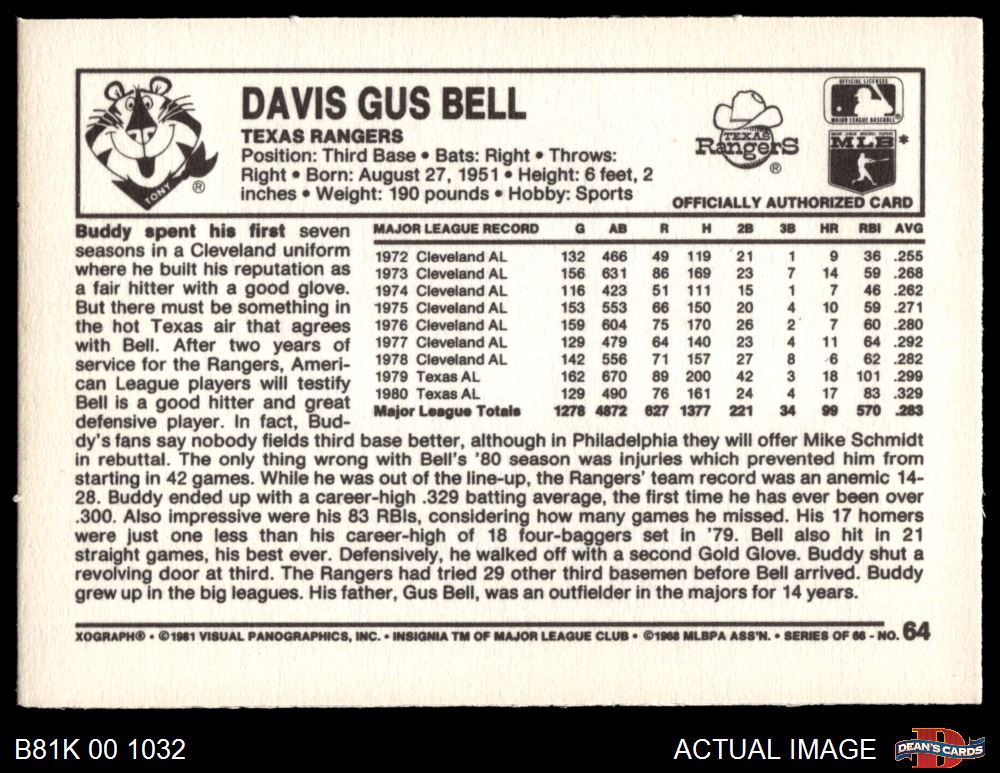 DAVIS GUS BELL
TEXAS RANGERS
Position: Third Base • Bats: Right • Throws:
Right • Born: August 27, 1951 • Height: 6 feet, 2
inches • Weight: 190 pounds • Hobby: Sports
TONY ®
TEXAS
RangerS
®
OFFICIAL LICENSEE
MAJOR LEAGUE BASEBALL ®
MAJOR LEAGUE BASEBALL PLAYERS
MLB *
OFFICIALLY AUTHORIZED CARD
Buddy spent his first seven
seasons in a Cleveland uniform
where he built his reputation as
a fair hitter with a good glove.
But there must be something in
the hot Texas air that agrees
with Bell. After two years of
service for the Rangers, Ameri-
can League players will testify
Bell is a good hitter and great
defensive player. In fact, Bud-
MAJOR LEAGUE RECORD G AB R H 2B 3B HR RBI AVG
1972 Cleveland AL 132 466 49 119 21 1 9 36 .255
1973 Cleveland AL 156 631 86 169 23 7 14 59 .268
1974 Cleveland AL 116 423 51 111 15 1 7 46 .262
1975 Cleveland AL 153 553 66 150 20 4 10 59 .271
1976 Cleveland AL 159 604 75 170 26 2 7 60 .280
1977 Cleveland AL 129 479 64 140 23 4 11 64 .292
1978 Cleveland AL 142 556 71 157 27 8 6 62 .282
1979 Texas AL 162 670 89 200 42 3 18 101 .299
1980 Texas AL 129 490 76 161 24 4 17 83 .329
Major League Totals 1278 4872 627 1377 221 34 99 570 .283
dy's fans say nobody fields third base better, although in Philadelphia they will offer Mike Schmidt
in rebuttal. The only thing wrong with Bell's '80 season was injuries which prevented him from
starting in 42 games. While he was out of the line-up, the Rangers' team record was an anemic 14-
28. Buddy ended up with a career-high .329 batting average, the first time he has ever been over
.300. Also impressive were his 83 RBIs, considering how many games he missed. His 17 homers
were just one less than his career-high of 18 four-baggers set in '79. Bell also hit in 21
straight games, his best ever. Defensively, he walked off with a second Gold Glove. Buddy shut a
revolving door at third. The Rangers had tried 29 other third basemen before Bell arrived. Buddy
grew up in the big leagues. His father, Gus Bell, was an outfielder in the majors for 14 years.
XOGRAPH® • ©1981 VISUAL PANOGRAPHICS, INC. • INSIGNIA TM OF MAJOR LEAGUE CLUB • ©1968 MLBPA ASS'N. • SERIES OF 66 - NO. 64
B81K 00 1032
ACTUAL IMAGE
DEAN'S CARDS